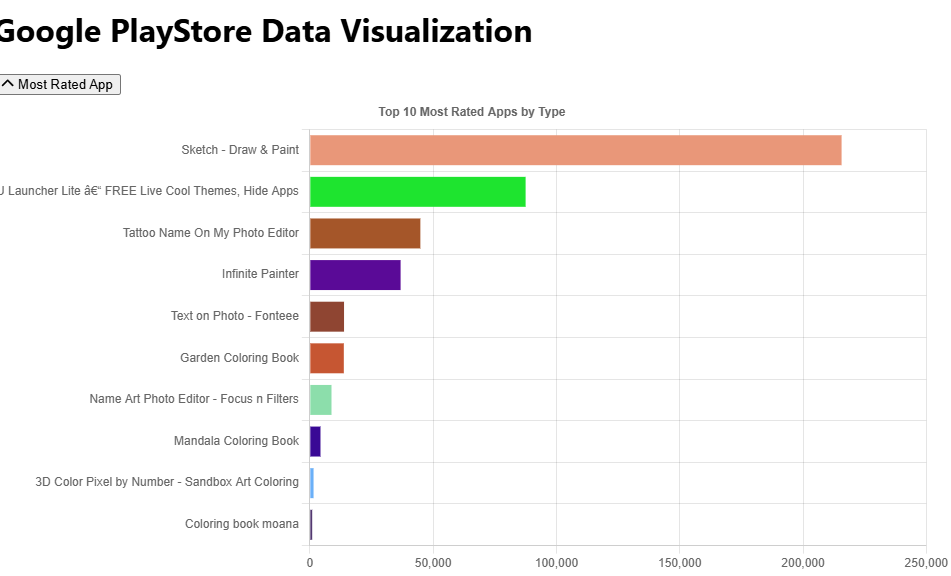 Google PlayStore Data Visualization
Most Rated App
Top 10 Most Rated Apps by Type
Sketch - Draw & Paint
U Launcher Lite â€“ FREE Live Cool Themes, Hide Apps
Tattoo Name On My Photo Editor
Infinite Painter
Text on Photo - Fonteee
Garden Coloring Book
Name Art Photo Editor - Focus n Filters
Mandala Coloring Book
3D Color Pixel by Number - Sandbox Art Coloring
Coloring book moana
0 50,000 100,000 150,000 200,000 250,000